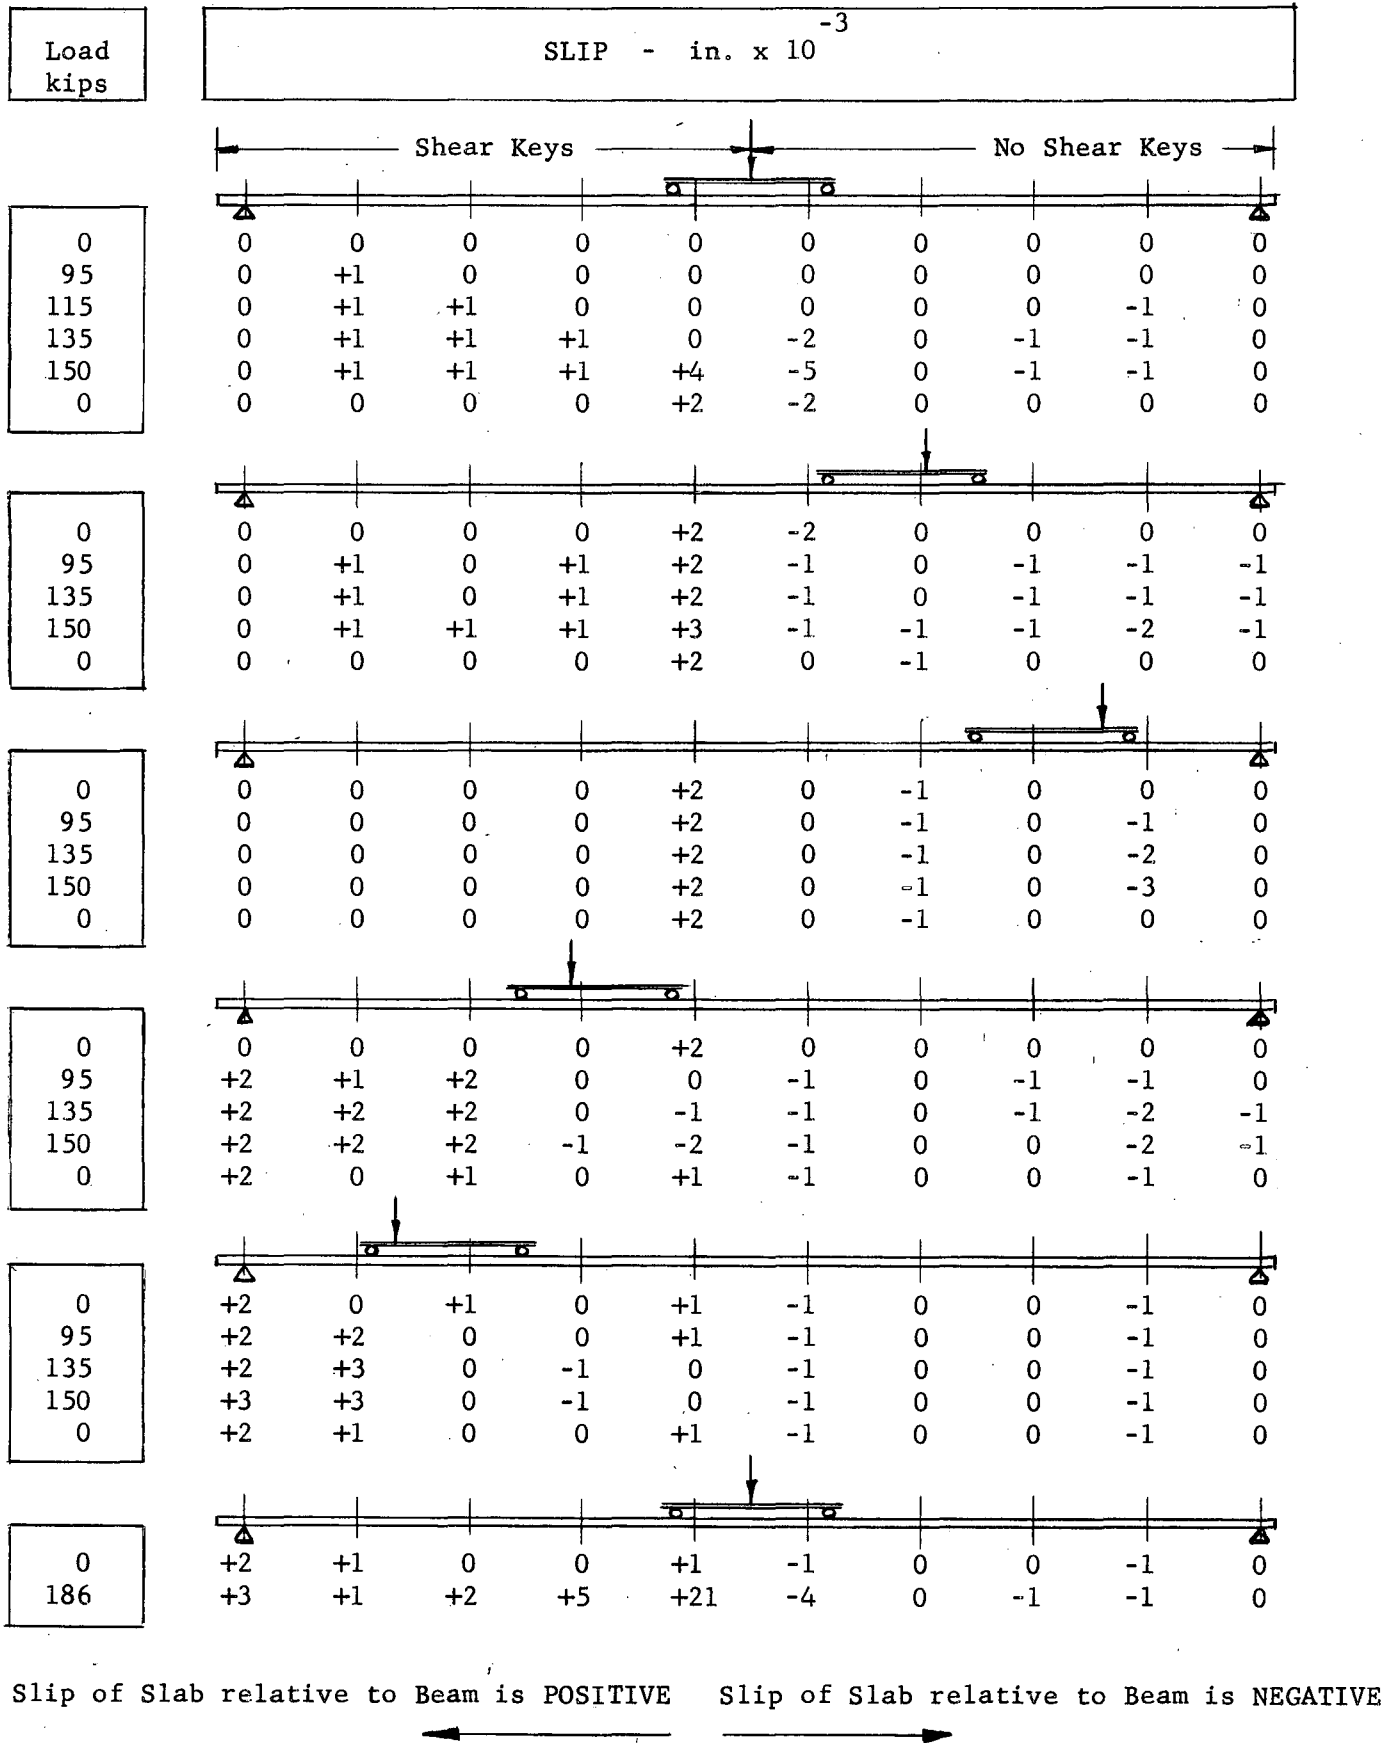 Load kips
SLIP - in. x 10 -3
Shear Keys No Shear Keys
0 0 0 0 0 0 0 0 0 0 0
95 0 +1 0 0 0 0 0 0 0 0
115 0 +1 +1 0 0 0 0 0 -1 0
135 0 +1 +1 +1 0 -2 0 -1 -1 0
150 0 +1 +1 +1 +4 -5 0 -1 -1 0
0 0 0 0 0 +2 -2 0 0 0 0
0 0 0 0 0 +2 -2 0 0 0 0
95 0 +1 0 +1 +2 -1 0 -1 -1 -1
135 0 +1 0 +1 +2 -1 0 -1 -1 -1
150 0 +1 +1 +1 +3 -1 -1 -1 -2 -1
0 0 0 0 0 +2 0 -1 0 0 0
0 0 0 0 0 +2 0 -1 0 0 0
95 0 0 0 0 +2 0 -1 0 -1 0
135 0 0 0 0 +2 0 -1 0 -2 0
150 0 0 0 0 +2 0 -1 0 -3 0
0 0 0 0 0 +2 0 -1 0 0 0
0 0 0 0 0 +2 0 0 0 0 0
95 +2 +1 +2 0 0 -1 0 -1 -1 0
135 +2 +2 +2 0 -1 -1 0 -1 -2 -1
150 +2 +2 +2 -1 -2 -1 0 0 -2 -1
0 +2 0 +1 0 +1 -1 0 0 -1 0
0 +2 0 +1 0 +1 -1 0 0 -1 0
95 +2 +2 0 0 +1 -1 0 0 -1 0
135 +2 +3 0 -1 0 -1 0 0 -1 0
150 +3 +3 0 -1 0 -1 0 0 -1 0
0 +2 +1 0 0 +1 -1 0 0 -1 0
0 +2 +1 0 0 +1 -1 0 0 -1 0
186 +3 +1 +2 +5 +21 -4 0 -1 -1 0
Slip of Slab relative to Beam is POSITIVE Slip of Slab relative to Beam is NEGATIVE